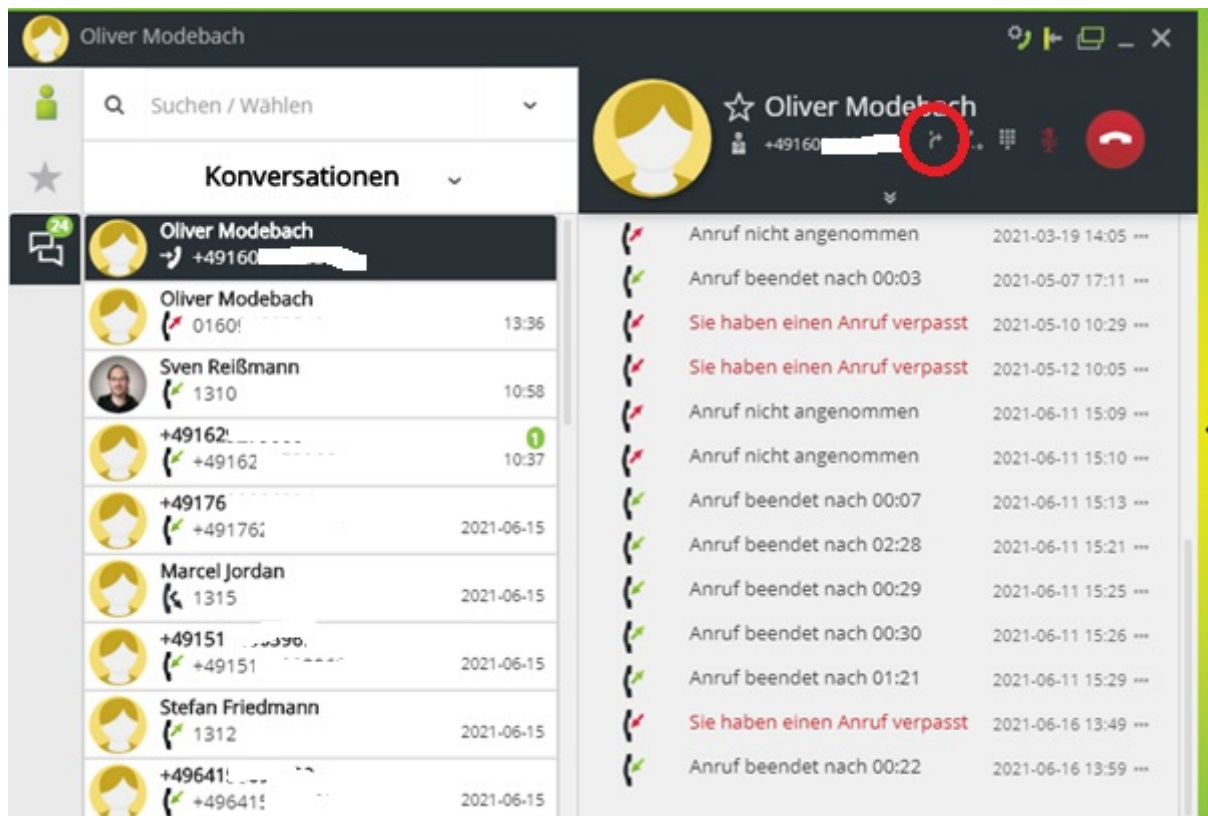 Oliver Modebach
Suchen / Wählen
Konversationen
24
Oliver Modebach
+49160
Oliver Modebach
0160
13:36
Sven Reißmann
1310
10:58
+49162
1
+49162
10:37
+49176
+49176
2021-06-15
Marcel Jordan
1315
2021-06-15
+49151
+49151
2021-06-15
Stefan Friedmann
1312
2021-06-15
+49641
+49641
2021-06-15
Oliver Modebach
+49160
Anruf nicht angenommen 2021-03-19 14:05
Anruf beendet nach 00:03 2021-05-07 17:11
Sie haben einen Anruf verpasst 2021-05-10 10:29
Sie haben einen Anruf verpasst 2021-05-12 10:05
Anruf nicht angenommen 2021-06-11 15:09
Anruf nicht angenommen 2021-06-11 15:10
Anruf beendet nach 00:07 2021-06-11 15:13
Anruf beendet nach 02:28 2021-06-11 15:21
Anruf beendet nach 00:29 2021-06-11 15:25
Anruf beendet nach 00:30 2021-06-11 15:26
Anruf beendet nach 01:21 2021-06-11 15:29
Sie haben einen Anruf verpasst 2021-06-16 13:49
Anruf beendet nach 00:22 2021-06-16 13:59